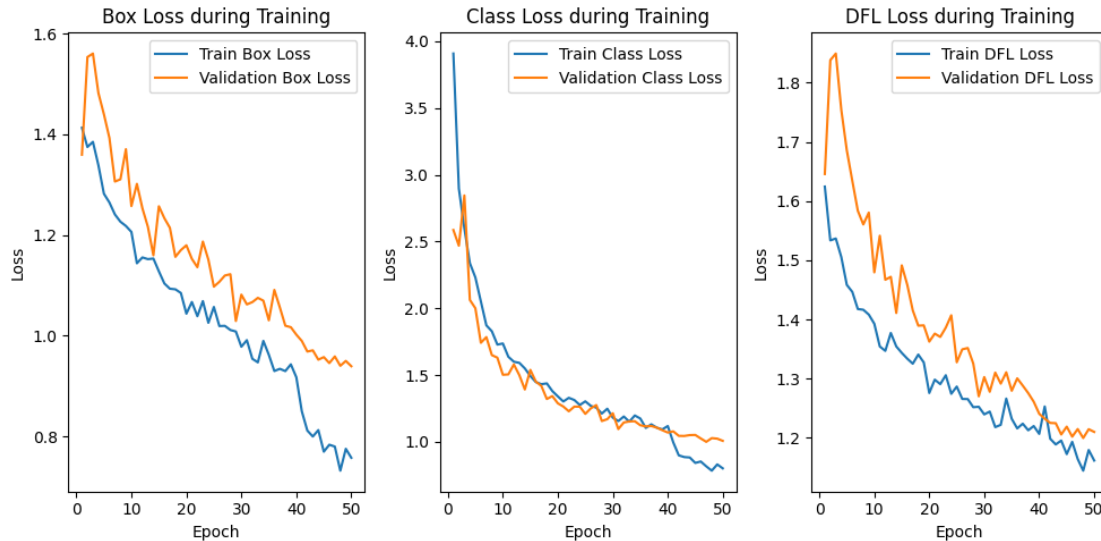 Box Loss during Training
Train Box Loss
Validation Box Loss
1.6
1.4
1.2
1.0
0.8
Loss
0 10 20 30 40 50
Epoch
Class Loss during Training
Train Class Loss
Validation Class Loss
4.0
3.5
3.0
2.5
2.0
1.5
1.0
Loss
0 10 20 30 40 50
Epoch
DFL Loss during Training
Train DFL Loss
Validation DFL Loss
1.8
1.7
1.6
1.5
1.4
1.3
1.2
Loss
0 10 20 30 40 50
Epoch